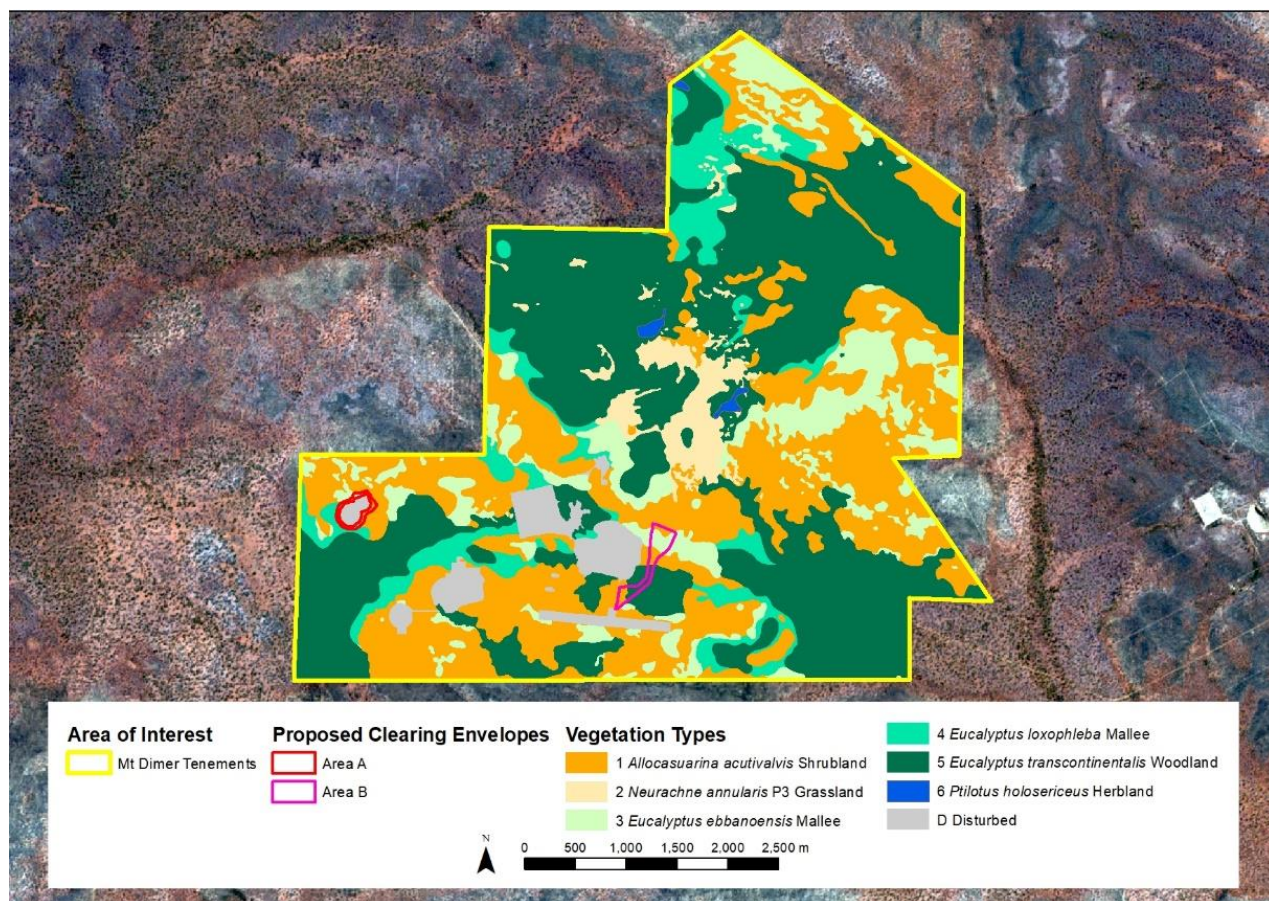 Area of Interest
Mt Dimer Tenements
Proposed Clearing Envelopes
Area A
Area B
Vegetation Types
1 Allocasuarina acutivalvis Shrubland
2 Neurachne annularis P3 Grassland
3 Eucalyptus ebbanoensis Mallee
4 Eucalyptus loxophleba Mallee
5 Eucalyptus transcontinentalis Woodland
6 Ptilotus holosericeus Herbland
D Disturbed
N
0 500 1,000 1,500 2,000 2,500 m